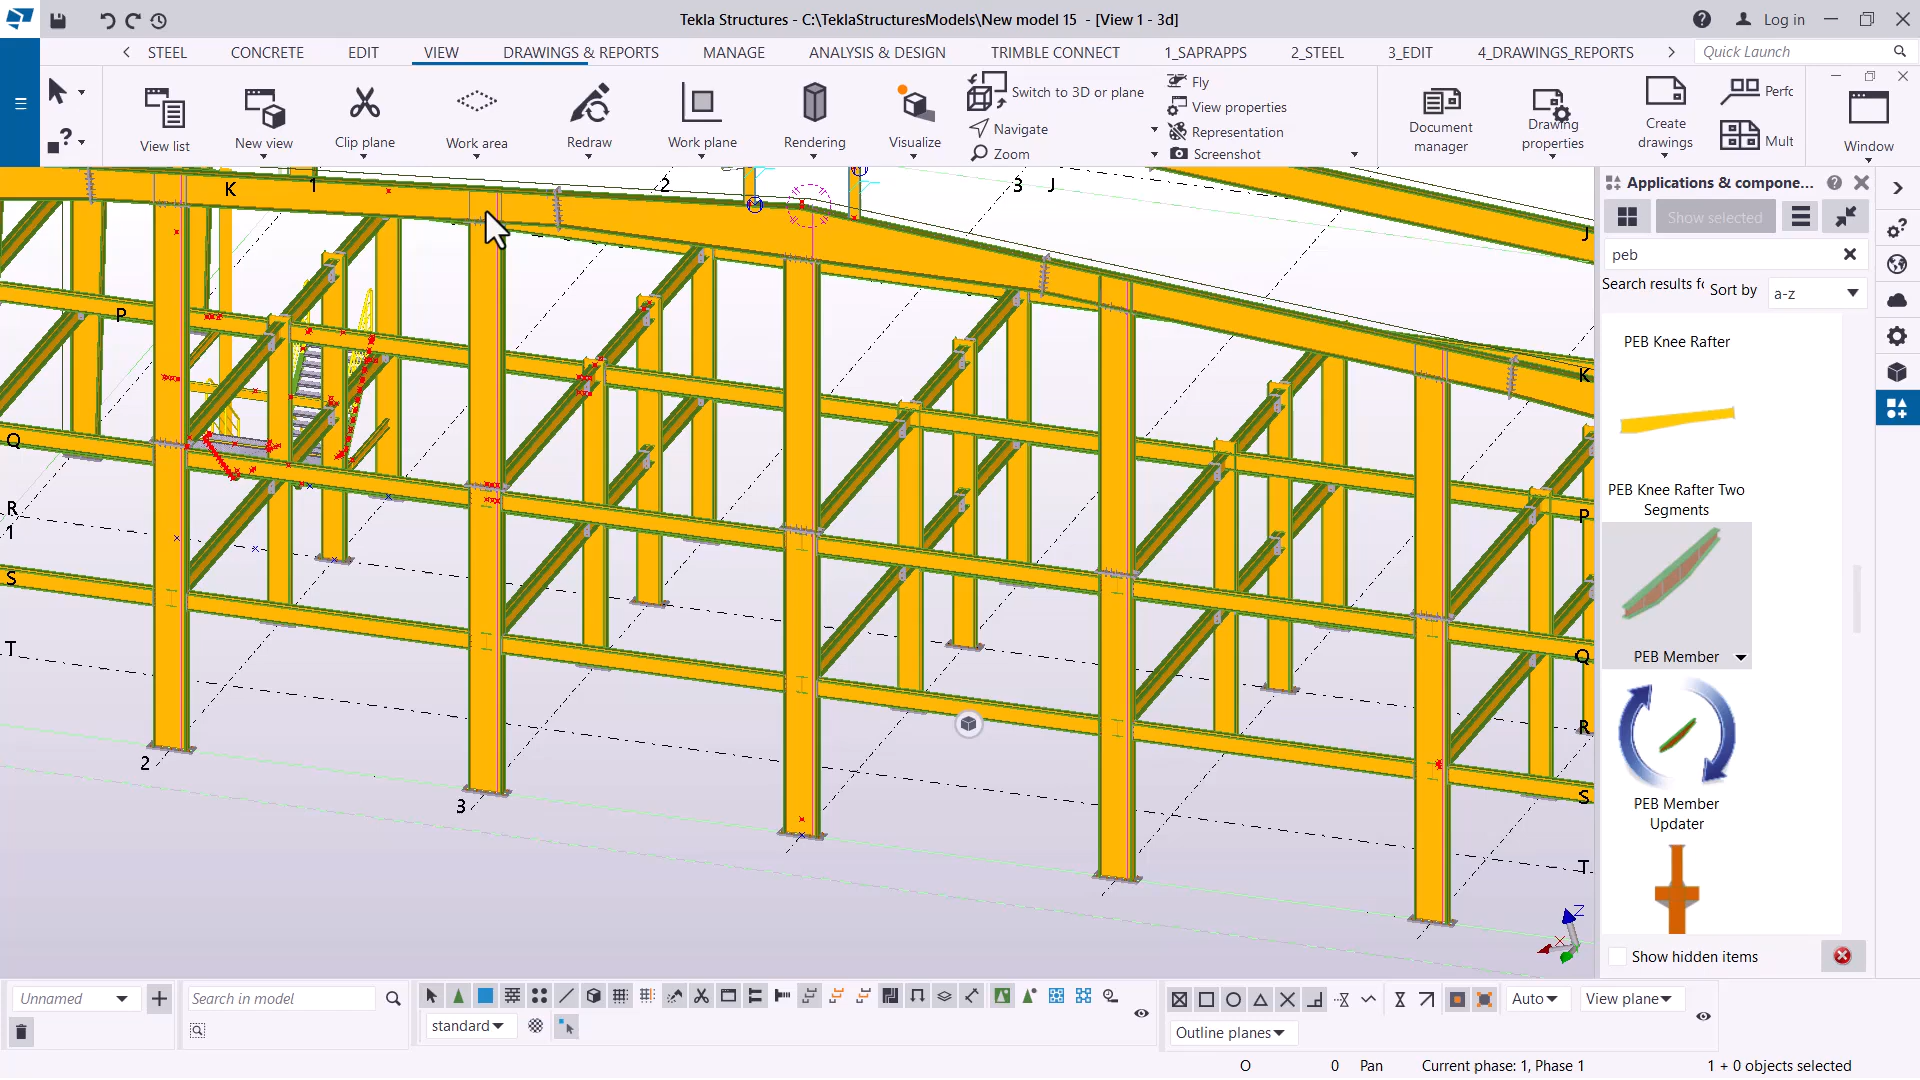 Tekla Structures - C:\TeklaStructuresModels\New model 15  - [View 1 - 3d]
Log in
STEEL
CONCRETE
EDIT
VIEW
DRAWINGS & REPORTS
MANAGE
ANALYSIS & DESIGN
TRIMBLE CONNECT
1_SAPRAPPS
2_STEEL
3_EDIT
4_DRAWINGS_REPORTS
Quick Launch
View list
New view
Clip plane
Work area
Redraw
Work plane
Rendering
Visualize
Switch to 3D or plane
Navigate
Zoom
Fly
View properties
Representation
Screenshot
Document
manager
Drawing
properties
Create
drawings
Perfc
Mult
Window
Applications & compone...
Show selected
peb
Search results fo
Sort by
a-z
PEB Knee Rafter
PEB Knee Rafter Two
Segments
PEB Member
PEB Member
Updater
Show hidden items
K
1
2
3
J
J
P
K
Q
R
1
P
S
T
Q
R
2
3
S
T
Z
X
Unnamed
Search in model
standard
Auto
View plane
Outline planes
O
0
Pan
Current phase: 1, Phase 1
1 + 0 objects selected